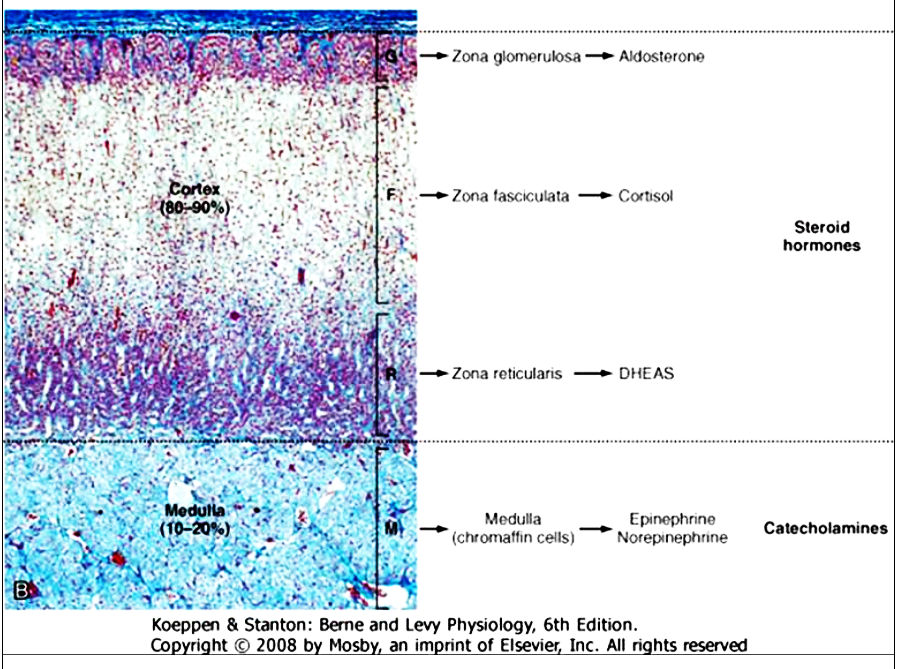 G → Zona glomerulosa → Aldosterone
Cortex
(80–90%)
F → Zona fasciculata → Cortisol
Steroid
hormones
R → Zona reticularis → DHEAS
Medulla
(10–20%)
M → Medulla
(chromaffin cells) → Epinephrine
Norepinephrine
Catecholamines
B
Koeppen & Stanton: Berne and Levy Physiology, 6th Edition.
Copyright © 2008 by Mosby, an imprint of Elsevier, Inc. All rights reserved